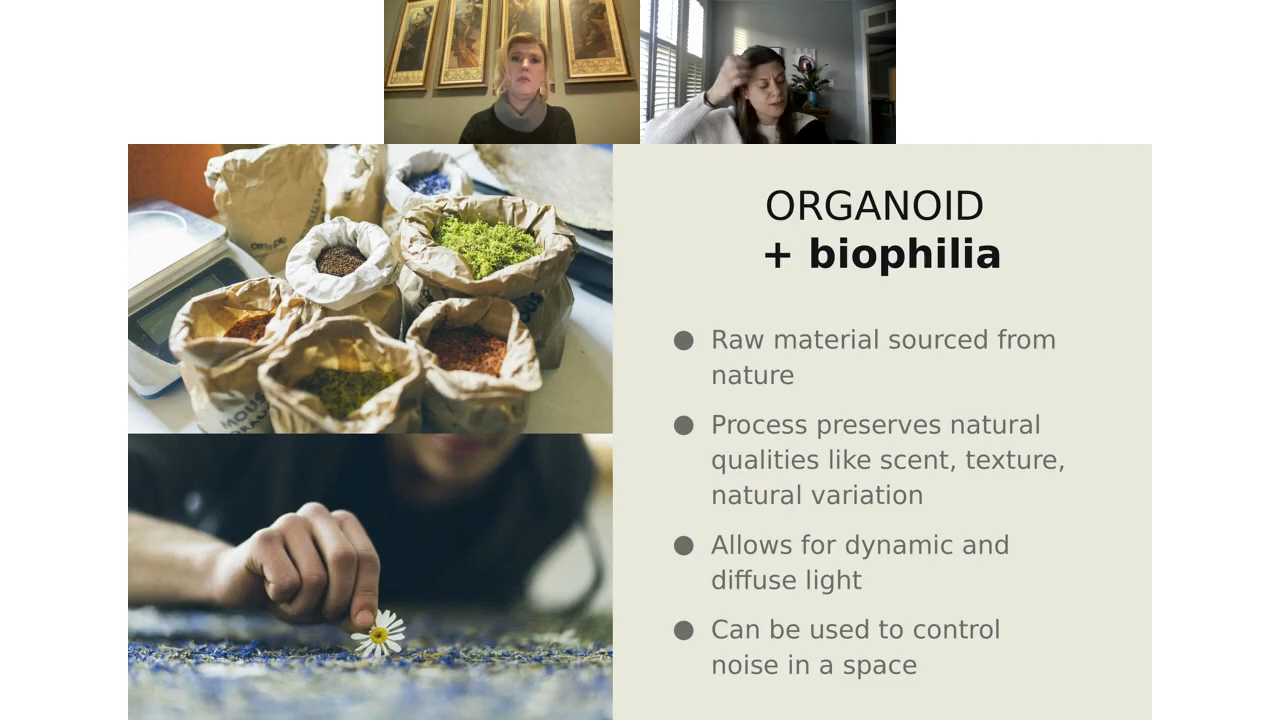 ORGANOID
+ biophilia
● Raw material sourced from
nature
● Process preserves natural
qualities like scent, texture,
natural variation
● Allows for dynamic and
diffuse light
● Can be used to control
noise in a space